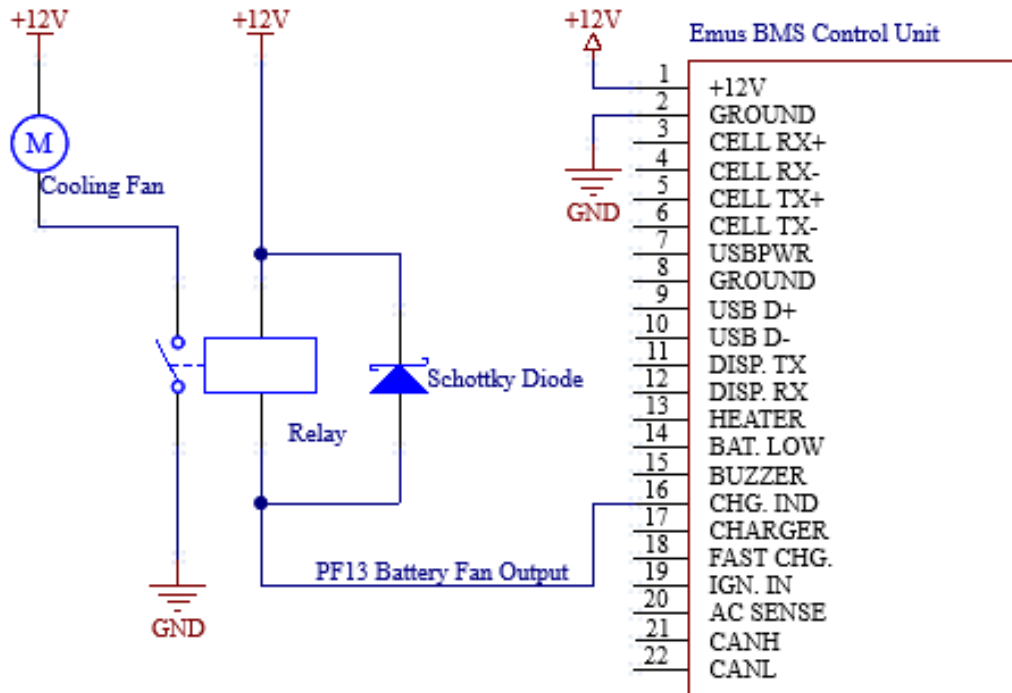 +12V
+12V
+12V
Emus BMS Control Unit
M
Cooling Fan
GND
Relay
Schottky Diode
PF13 Battery Fan Output
GND
1 +12V
2 GROUND
3 CELL RX+
4 CELL RX-
5 CELL TX+
6 CELL TX-
7 USBPWR
8 GROUND
9 USB D+
10 USB D-
11 DISP. TX
12 DISP. RX
13 HEATER
14 BAT. LOW
15 BUZZER
16 CHG. IND
17 CHARGER
18 FAST CHG.
19 IGN. IN
20 AC SENSE
21 CANH
22 CANL